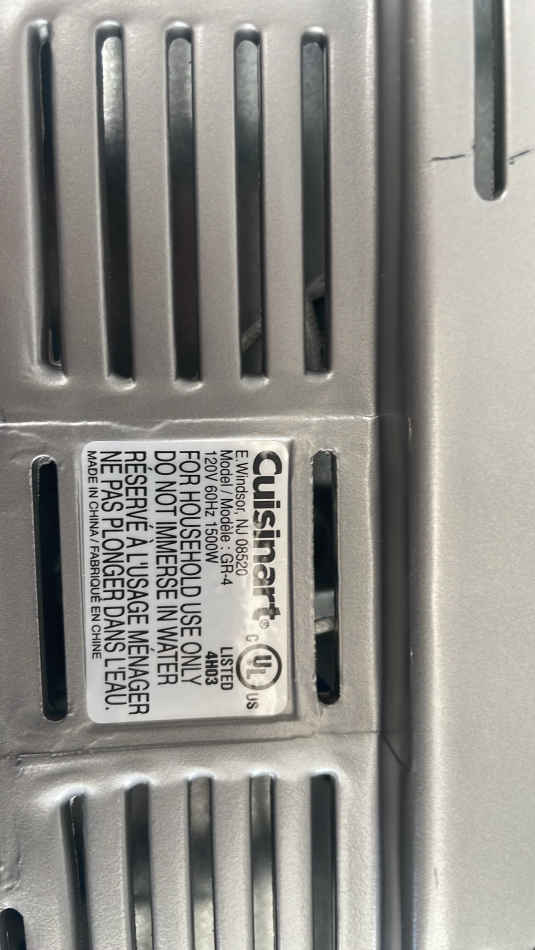 Cuisinart®
E.Windsor, NJ 08520
Model / Modèle : GR-4
120V 60Hz 1500W
C UL US
LISTED
4H03
FOR HOUSEHOLD USE ONLY
DO NOT IMMERSE IN WATER
RÉSERVÉ À L'USAGE MÉNAGER
NE PAS PLONGER DANS L'EAU.
MADE IN CHINA / FABRIQUÉ EN CHINE